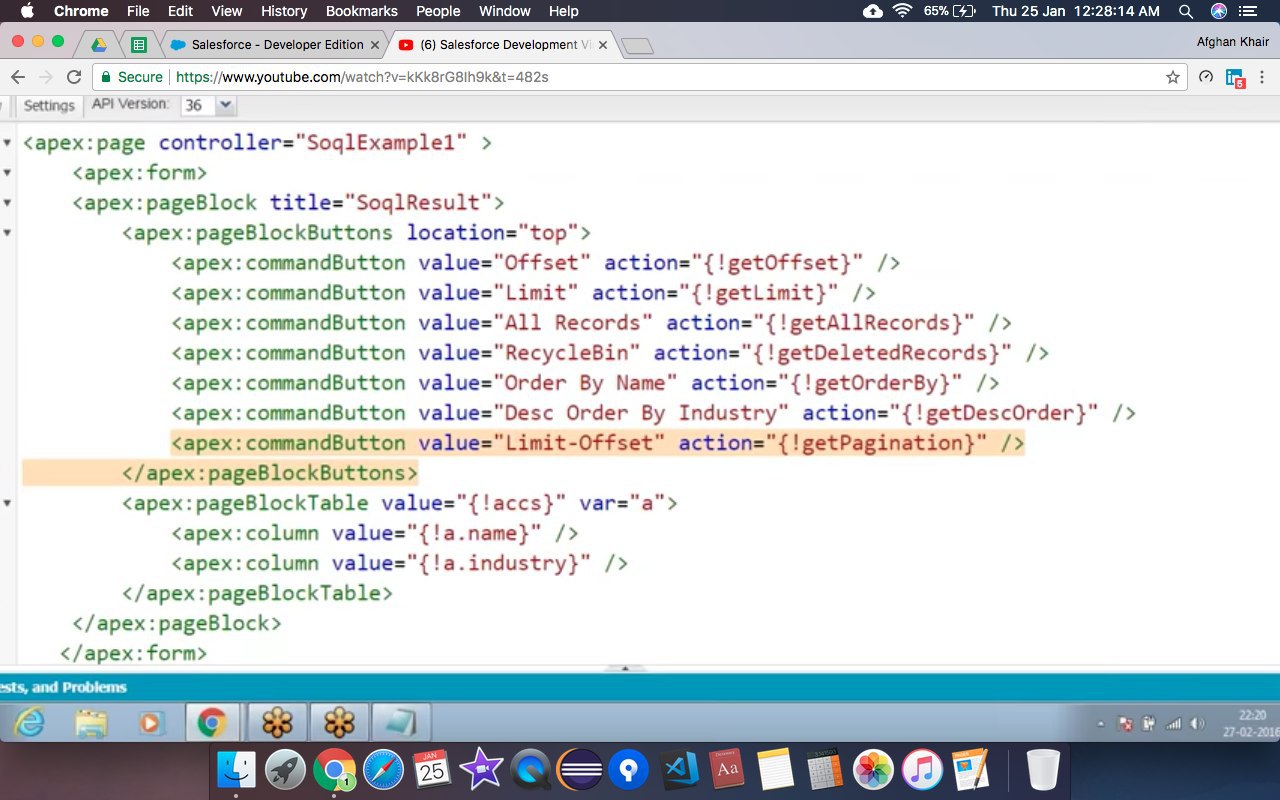 Chrome File Edit View History Bookmarks People Window Help 65% Thu 25 Jan 12:28:14 AM
Salesforce - Developer Edition (6) Salesforce Development Vi Afghan Khair
Secure https://www.youtube.com/watch?v=kKk8rG8lh9k&t=482s 5
Settings API Version: 36
<apex:page controller="SoqlExample1" >
<apex:form>
<apex:pageBlock title="SoqlResult">
<apex:pageBlockButtons location="top">
<apex:commandButton value="Offset" action="{!getOffset}" />
<apex:commandButton value="Limit" action="{!getLimit}" />
<apex:commandButton value="All Records" action="{!getAllRecords}" />
<apex:commandButton value="RecycleBin" action="{!getDeletedRecords}" />
<apex:commandButton value="Order By Name" action="{!getOrderBy}" />
<apex:commandButton value="Desc Order By Industry" action="{!getDescOrder}" />
<apex:commandButton value="Limit-Offset" action="{!getPagination}" />
</apex:pageBlockButtons>
<apex:pageBlockTable value="{!accs}" var="a">
<apex:column value="{!a.name}" />
<apex:column value="{!a.industry}" />
</apex:pageBlockTable>
</apex:pageBlock>
</apex:form>
ests, and Problems
22:20
27-02-2016
JAN
25
1
Dictionary
Aa